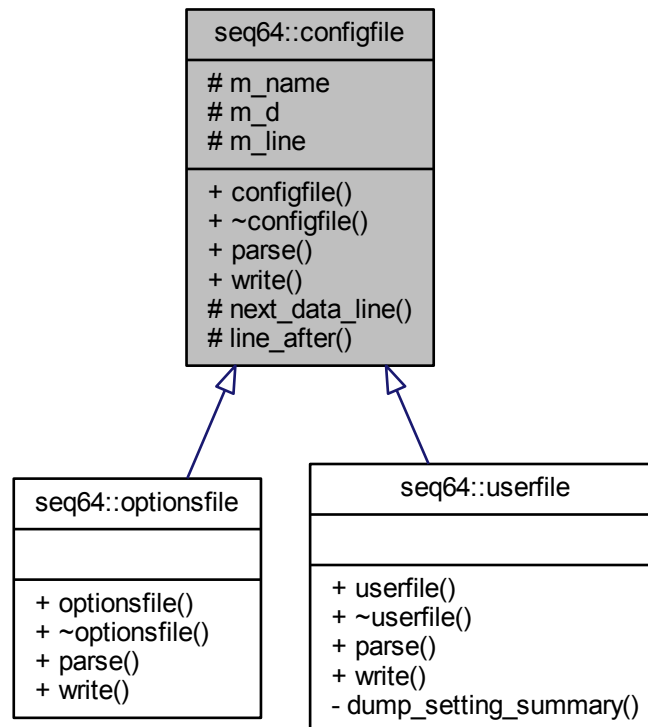 seq64::configfile
# m_name
# m_d
# m_line
+ configfile()
+ ~configfile()
+ parse()
+ write()
# next_data_line()
# line_after()
seq64::optionsfile
+ optionsfile()
+ ~optionsfile()
+ parse()
+ write()
seq64::userfile
+ userfile()
+ ~userfile()
+ parse()
+ write()
- dump_setting_summary()